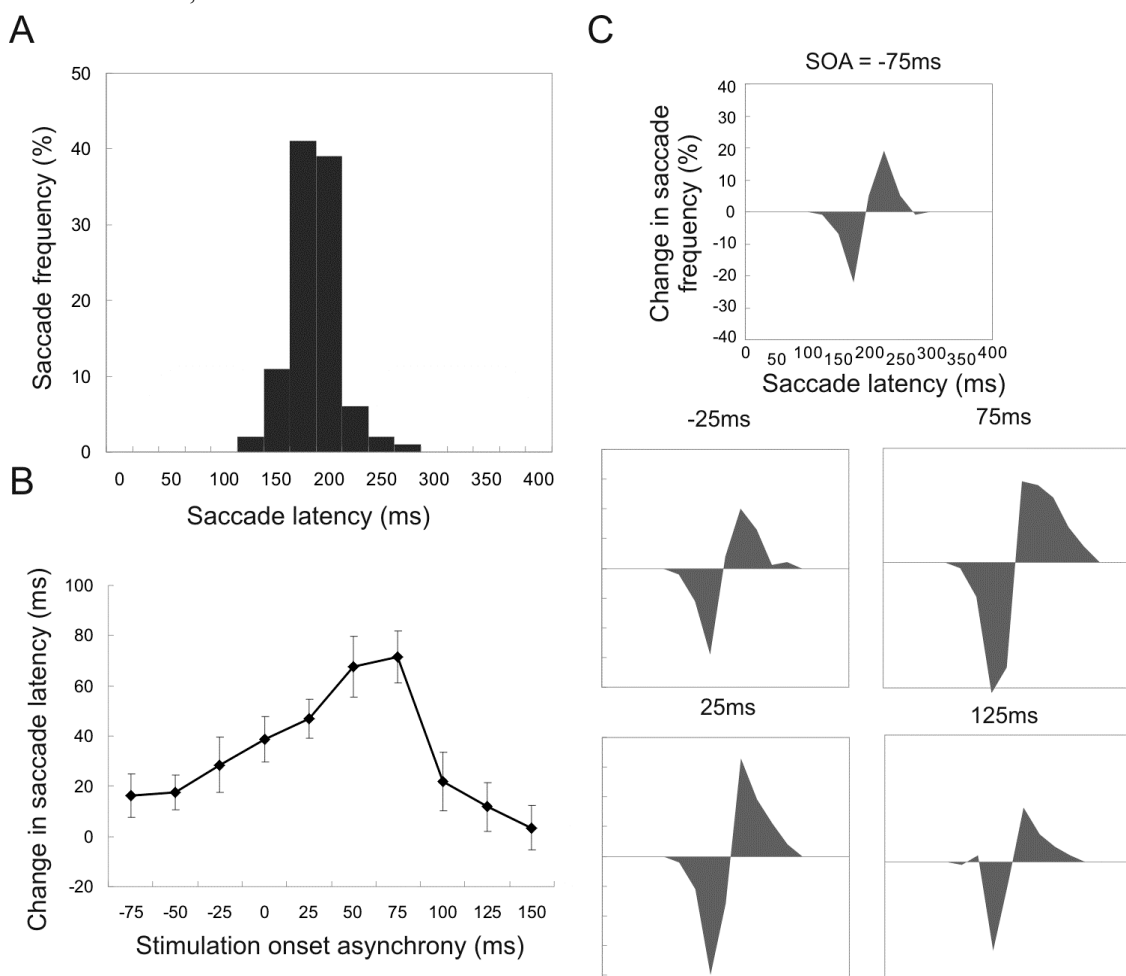 A
50
40
30
20
10
0
Saccade frequency (%)
0 50 100 150 200 250 300 350 400
Saccade latency (ms)
B
100
80
60
40
20
0
-20
Change in saccade latency (ms)
-75 -50 -25 0 25 50 75 100 125 150
Stimulation onset asynchrony (ms)
C
SOA = -75ms
40
30
20
10
0
-10
-20
-30
-40
Change in saccade
frequency (%)
0 50 100 150 200 250 300 350 400
Saccade latency (ms)
-25ms
75ms
25ms
125ms